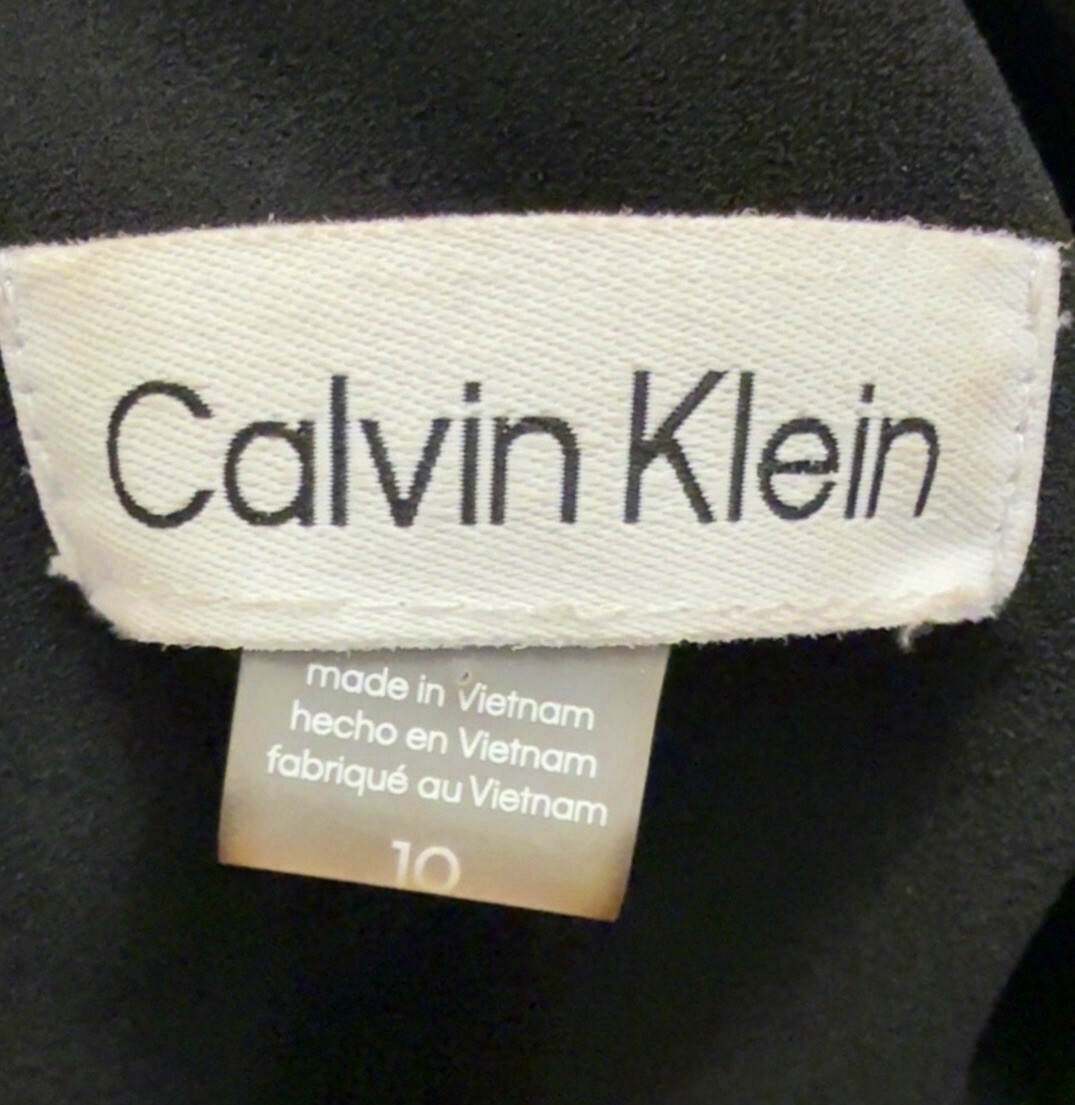 Calvin Klein
made in Vietnam
hecho en Vietnam
fabriqué au Vietnam
10